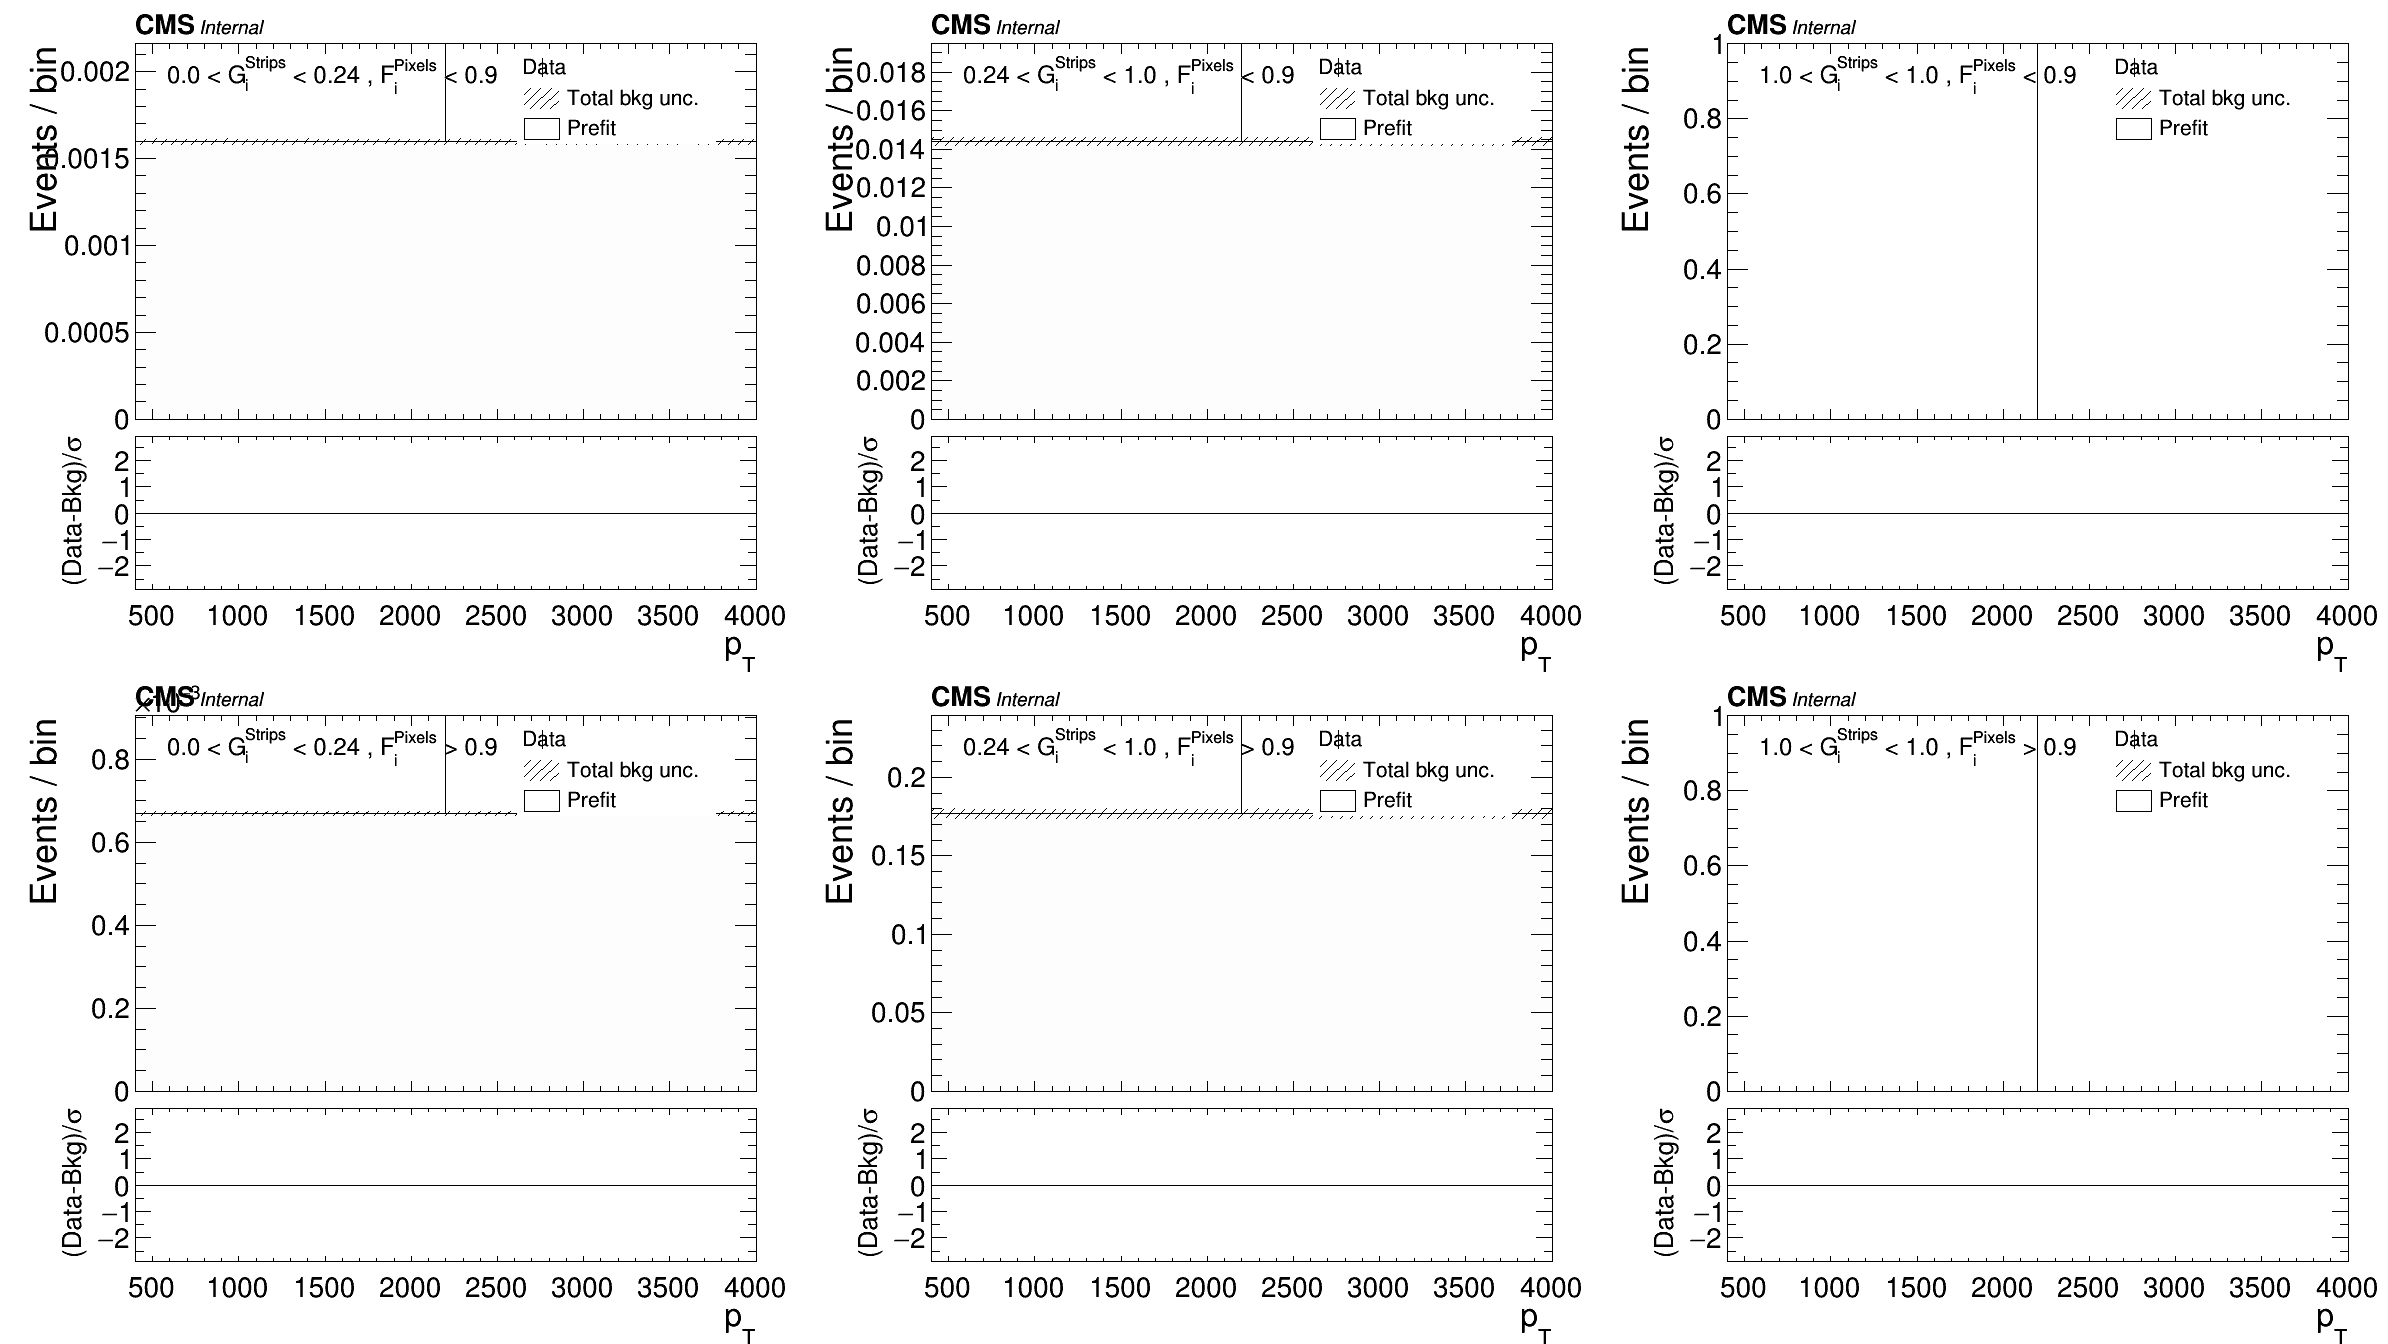 CMS Internal
Events / bin
0.0 < G_i^Strips < 0.24 , F_i^Pixels < 0.9
Data
Total bkg unc.
Prefit
0.002
0.0015
0.001
0.0005
0
(Data-Bkg)/σ
2
1
0
−1
−2
500 1000 1500 2000 2500 3000 3500 4000
p_T
CMS Internal
Events / bin
0.24 < G_i^Strips < 1.0 , F_i^Pixels < 0.9
Data
Total bkg unc.
Prefit
0.018
0.016
0.014
0.012
0.01
0.008
0.006
0.004
0.002
0
(Data-Bkg)/σ
2
1
0
−1
−2
500 1000 1500 2000 2500 3000 3500 4000
p_T
CMS Internal
Events / bin
1.0 < G_i^Strips < 1.0 , F_i^Pixels < 0.9
Data
Total bkg unc.
Prefit
1
0.8
0.6
0.4
0.2
0
(Data-Bkg)/σ
2
1
0
−1
−2
500 1000 1500 2000 2500 3000 3500 4000
p_T
CMS Internal
×10^−3
Events / bin
0.0 < G_i^Strips < 0.24 , F_i^Pixels > 0.9
Data
Total bkg unc.
Prefit
0.8
0.6
0.4
0.2
0
(Data-Bkg)/σ
2
1
0
−1
−2
500 1000 1500 2000 2500 3000 3500 4000
p_T
CMS Internal
Events / bin
0.24 < G_i^Strips < 1.0 , F_i^Pixels > 0.9
Data
Total bkg unc.
Prefit
0.2
0.15
0.1
0.05
0
(Data-Bkg)/σ
2
1
0
−1
−2
500 1000 1500 2000 2500 3000 3500 4000
p_T
CMS Internal
Events / bin
1.0 < G_i^Strips < 1.0 , F_i^Pixels > 0.9
Data
Total bkg unc.
Prefit
1
0.8
0.6
0.4
0.2
0
(Data-Bkg)/σ
2
1
0
−1
−2
500 1000 1500 2000 2500 3000 3500 4000
p_T